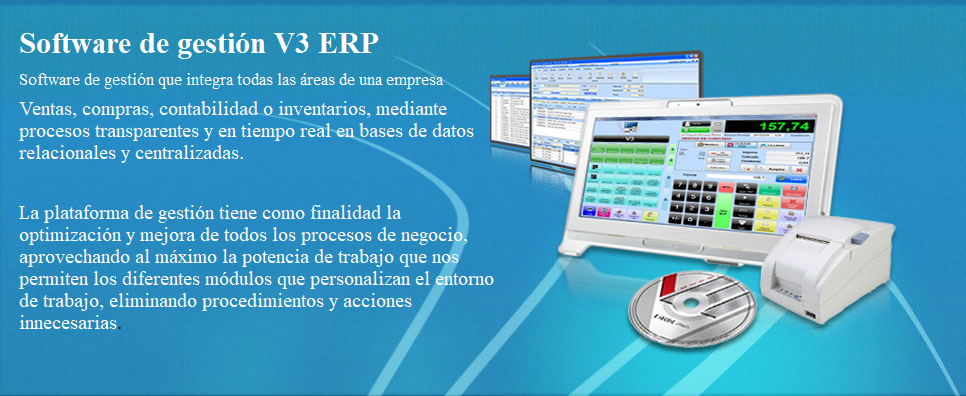 Software de gestión V3 ERP
Software de gestión que integra todas las áreas de una empresa
Ventas, compras, contabilidad o inventarios, mediante
procesos transparentes y en tiempo real en bases de datos
relacionales y centralizadas.
La plataforma de gestión tiene como finalidad la
optimización y mejora de todos los procesos de negocio,
aprovechando al máximo la potencia de trabajo que nos
permiten los diferentes módulos que personalizan el entorno
de trabajo, eliminando procedimientos y acciones
innecesarias.
157,74
V3